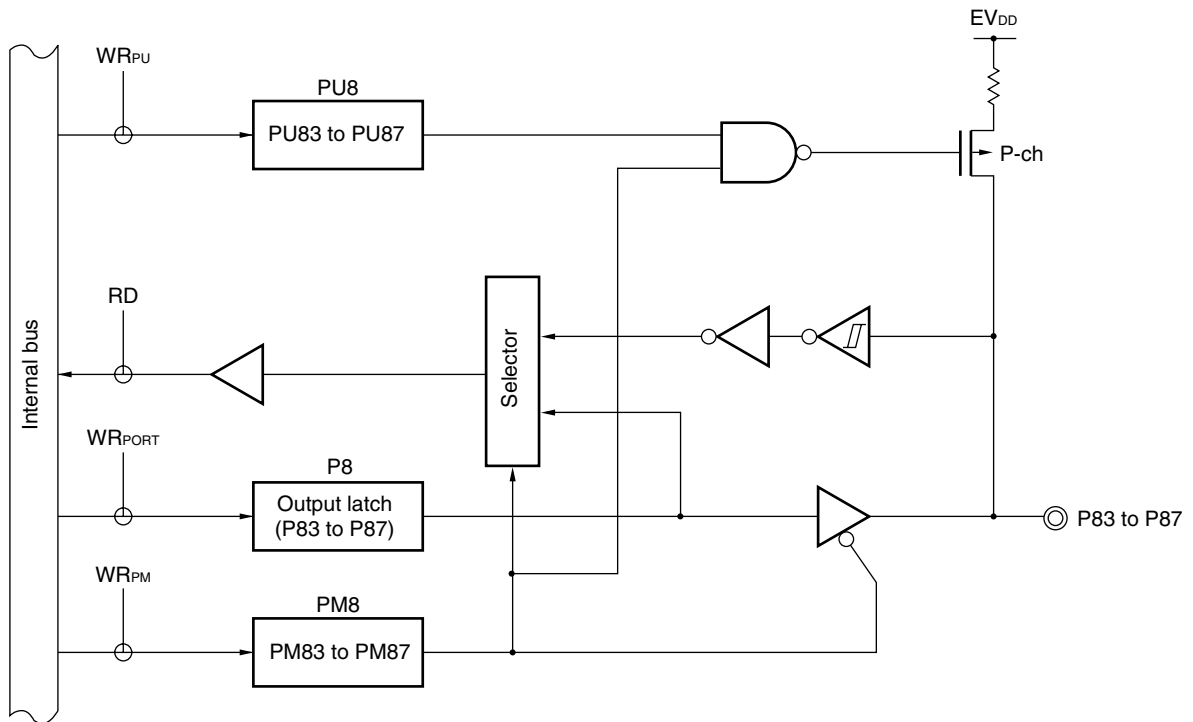 EVDD
WRPU
PU8
PU83 to PU87
P-ch
RD
Selector
Internal bus
WRPORT
P8
Output latch
(P83 to P87)
P83 to P87
WRPM
PM8
PM83 to PM87